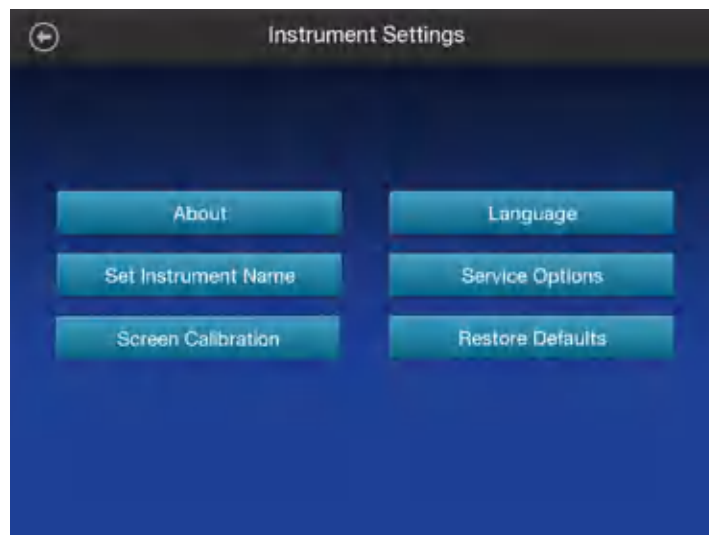 Instrument Settings
About
Language
Set Instrument Name
Service Options
Screen Calibration
Restore Defaults